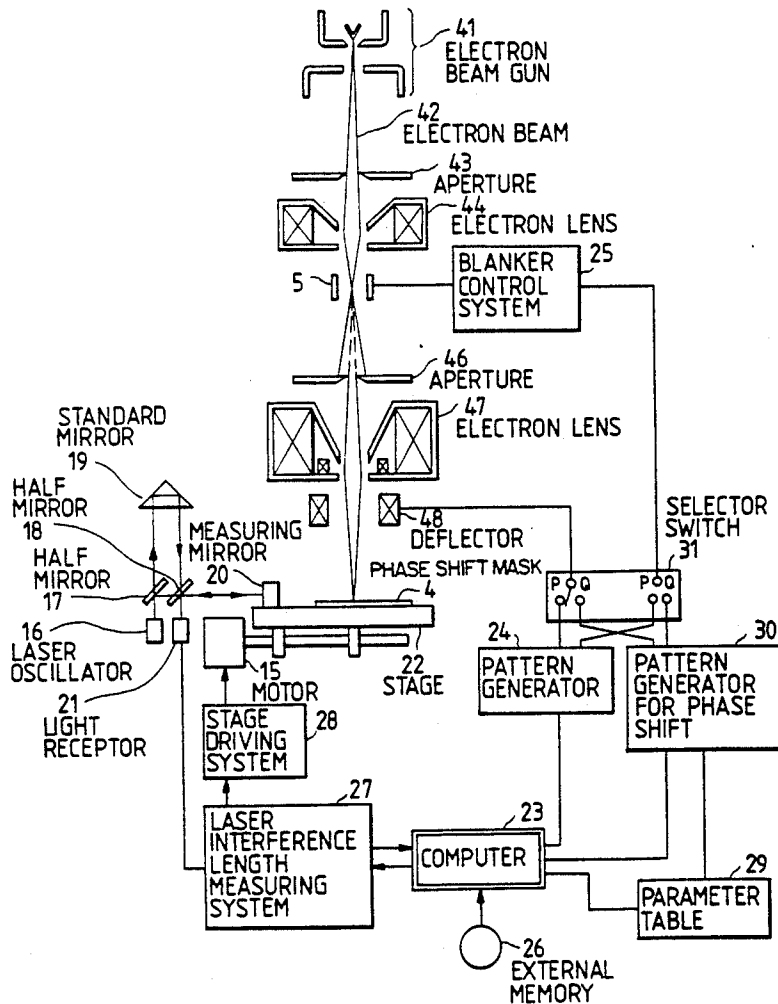 41
ELECTRON
BEAM GUN
42
ELECTRON BEAM
43
APERTURE
44
ELECTRON LENS
5
BLANKER
CONTROL
SYSTEM
25
46
APERTURE
47
ELECTRON LENS
STANDARD
MIRROR
19
HALF
MIRROR
18
HALF
MIRROR
17
MEASURING
MIRROR
20
48
DEFLECTOR
SELECTOR
SWITCH
31
P Q
P Q
PHASE SHIFT MASK
4
16
LASER
OSCILLATOR
21
LIGHT
RECEPTOR
15
MOTOR
22
STAGE
24
PATTERN
GENERATOR
30
PATTERN
GENERATOR
FOR PHASE
SHIFT
STAGE
DRIVING
SYSTEM
28
27
LASER
INTERFERENCE
LENGTH
MEASURING
SYSTEM
23
COMPUTER
29
PARAMETER
TABLE
26
EXTERNAL
MEMORY